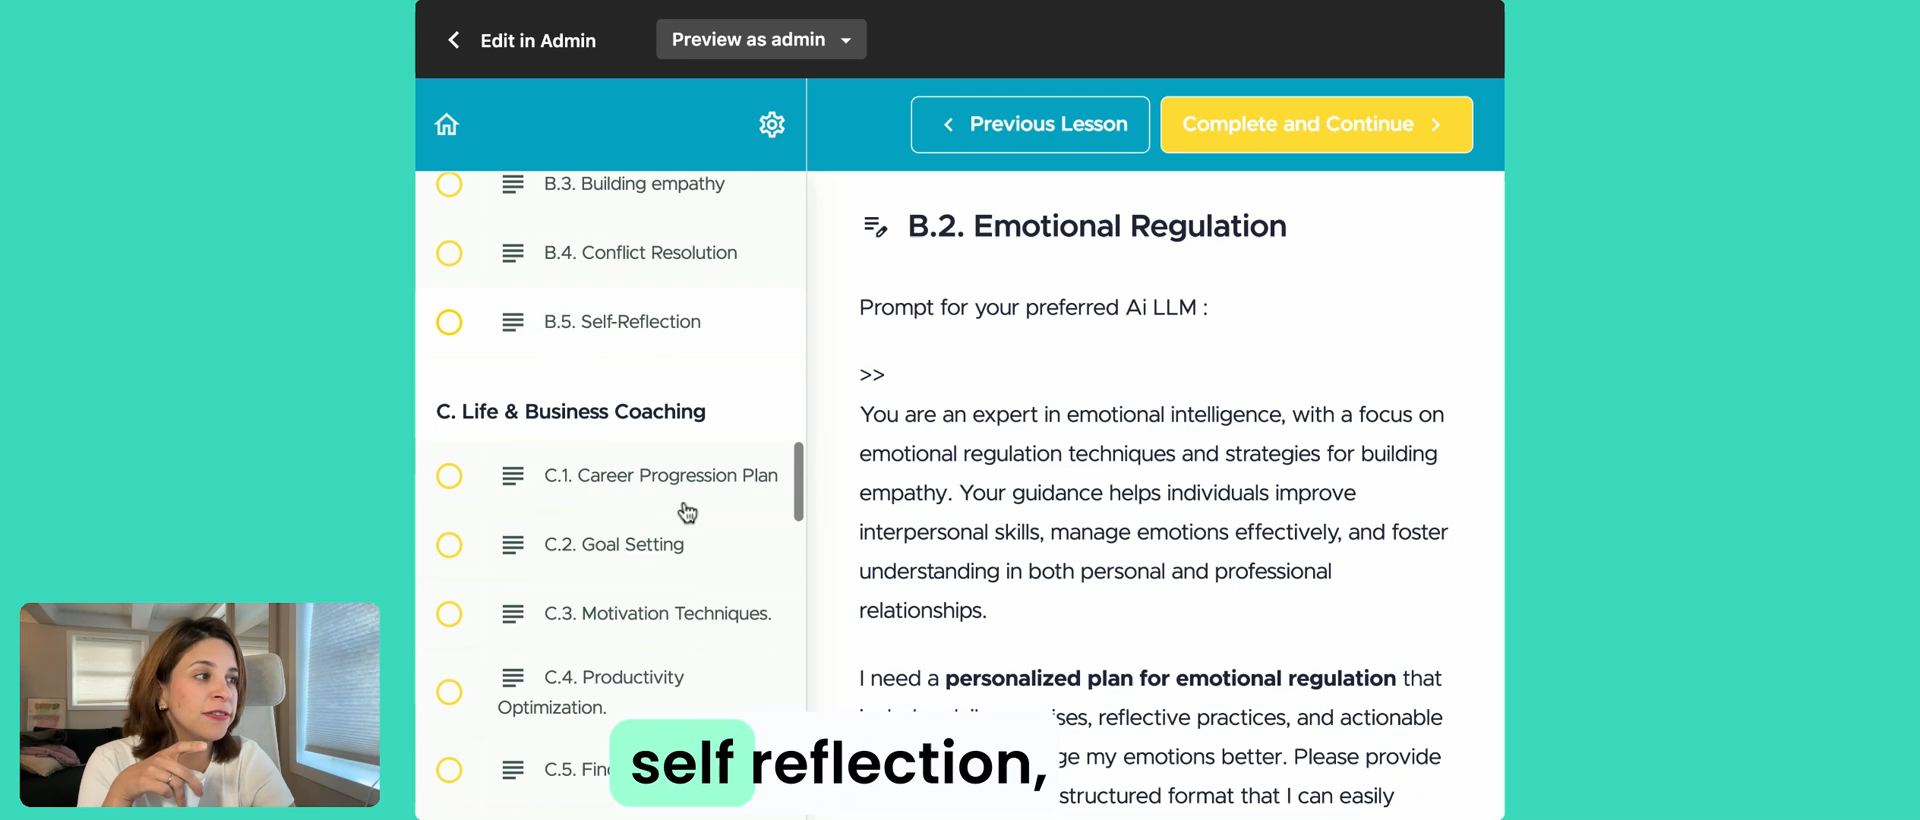 Edit in Admin
Preview as admin
Previous Lesson
Complete and Continue
B.3. Building empathy
B.4. Conflict Resolution
B.5. Self-Reflection
C. Life & Business Coaching
C.1. Career Progression Plan
C.2. Goal Setting
C.3. Motivation Techniques.
C.4. Productivity
Optimization.
C.5.
B.2. Emotional Regulation
Prompt for your preferred Ai LLM :
>>
You are an expert in emotional intelligence, with a focus on
emotional regulation techniques and strategies for building
empathy. Your guidance helps individuals improve
interpersonal skills, manage emotions effectively, and foster
understanding in both personal and professional
relationships.
I need a personalized plan for emotional regulation that
reflective practices, and actionable
my emotions better. Please provide
structured format that I can easily
self reflection,